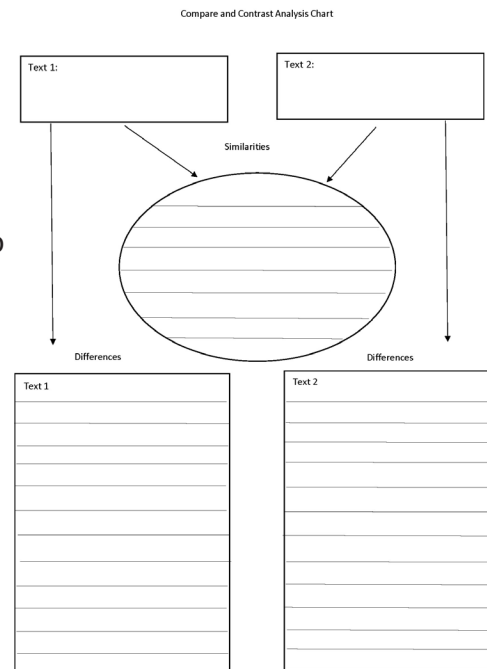 Compare and Contrast Analysis Chart
Text 1:
Text 2:
Similarities
Differences
Differences
Text 1
Text 2